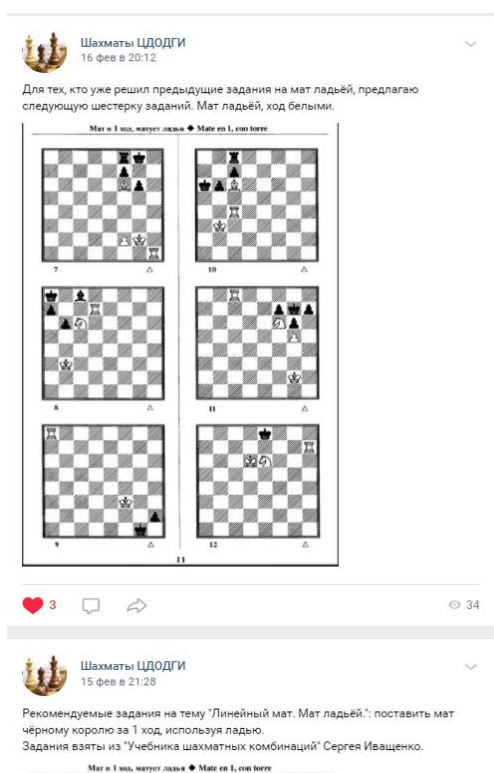 Шахматы ЦДОДГИ
16 фев в 20:12
Для тех, кто уже решил предыдущие задания на мат ладьёй, предлагаю
следующую шестерку заданий. Мат ладьёй, ход белыми.
Мат в 1 ход, матует ладья ◆ Mate en 1, con torre
7
10
8
11
9
12
11
3
34
Шахматы ЦДОДГИ
15 фев в 21:28
Рекомендуемые задания на тему "Линейный мат. Мат ладьёй.": поставить мат
чёрному королю за 1 ход, используя ладью.
Задания взяты из "Учебника шахматных комбинаций" Сергея Иващенко.
Мат в 1 ход, матует ладья ◆ Mate en 1, con torre